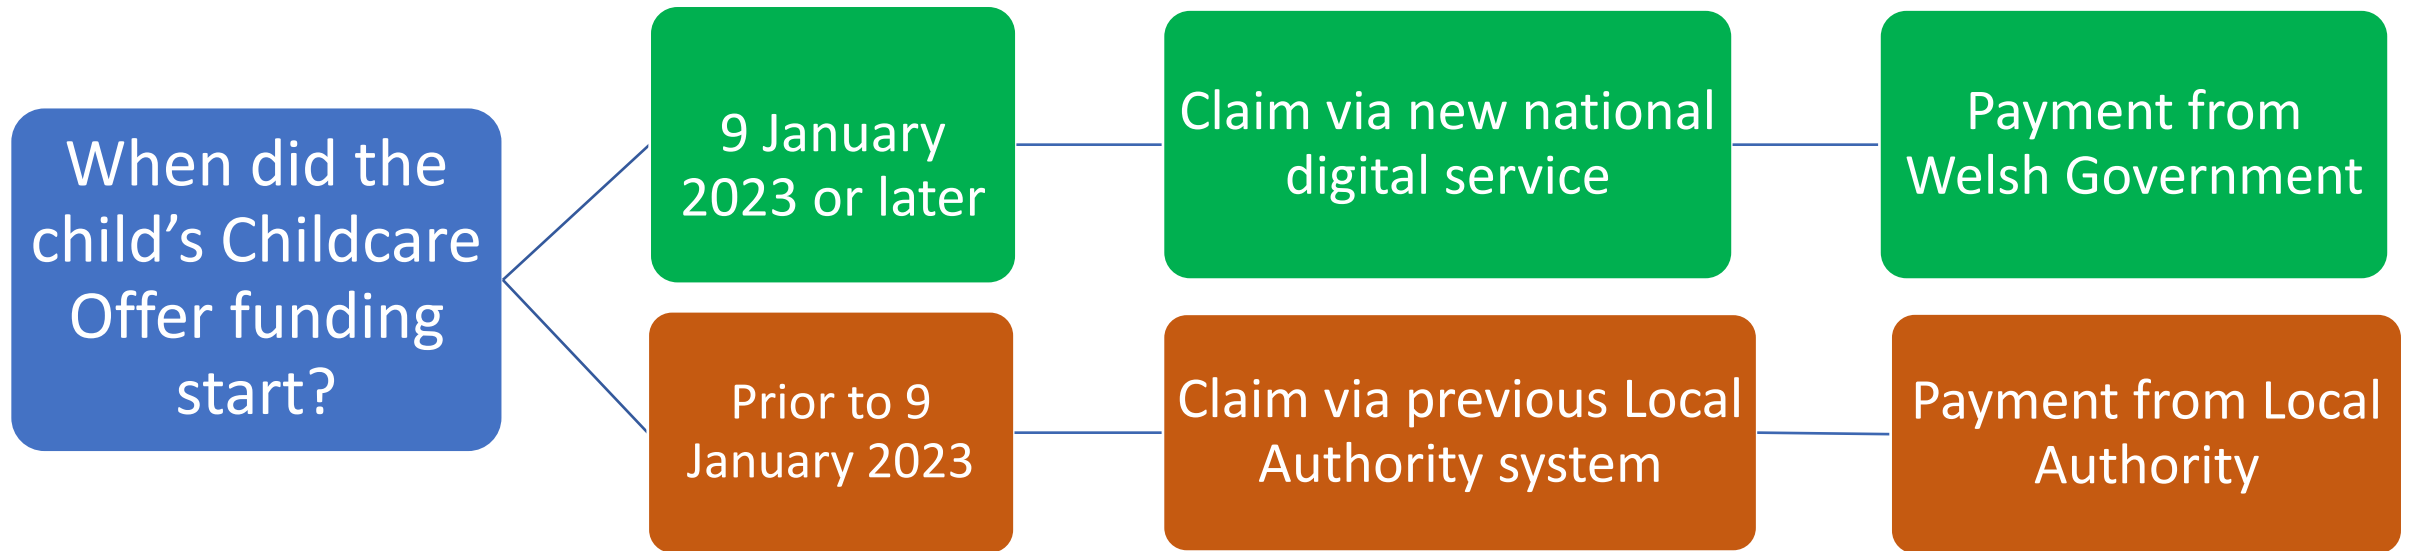 When did the
child’s Childcare
Offer funding
start?
9 January
2023 or later
Claim via new national
digital service
Payment from
Welsh Government
Prior to 9
January 2023
Claim via previous Local
Authority system
Payment from Local
Authority